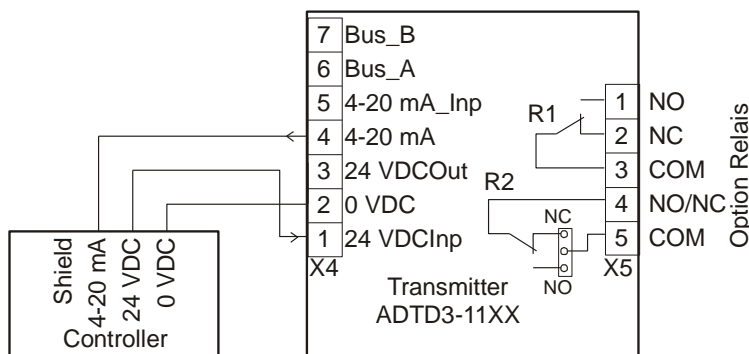 7 Bus_B
6 Bus_A
5 4-20 mA_Inp
4 4-20 mA
3 24 VDCOut
2 0 VDC
1 24 VDCInp
X4
R1
R2
NC
NO
1 NO
2 NC
3 COM
4 NO/NC
5 COM
X5
Option Relais
Transmitter
ADTD3-11XX
Shield
4-20 mA
24 VDC
0 VDC
Controller